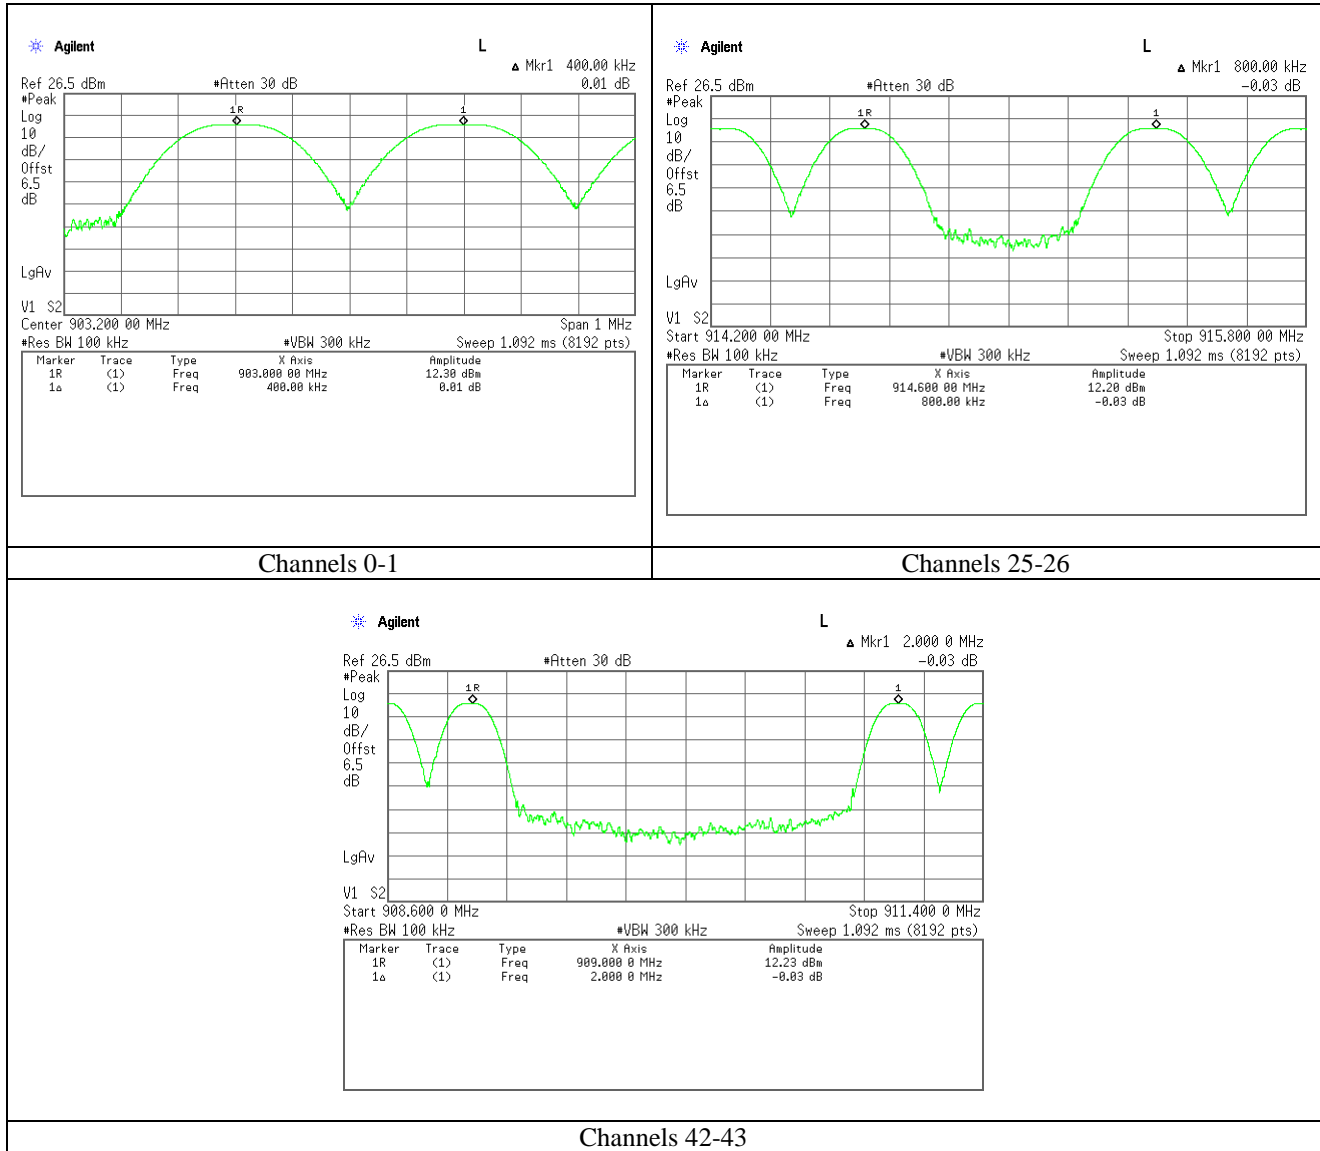 Agilent
L
Δ Mkr1 400.00 kHz
Ref 26.5 dBm #Atten 30 dB 0.01 dB
#Peak
Log
10
dB/
Offst
6.5
dB
1R
1
LgAv
V1 S2
Center 903.200 00 MHz Span 1 MHz
#Res BW 100 kHz #VBW 300 kHz Sweep 1.092 ms (8192 pts)
Marker Trace Type X Axis Amplitude
1R (1) Freq 903.000 00 MHz 12.30 dBm
1Δ (1) Freq 400.00 kHz 0.01 dB
Channels 0-1
Agilent
L
Δ Mkr1 800.00 kHz
Ref 26.5 dBm #Atten 30 dB -0.03 dB
#Peak
Log
10
dB/
Offst
6.5
dB
1R
1
LgAv
V1 S2
Start 914.200 00 MHz Stop 915.800 00 MHz
#Res BW 100 kHz #VBW 300 kHz Sweep 1.092 ms (8192 pts)
Marker Trace Type X Axis Amplitude
1R (1) Freq 914.600 00 MHz 12.20 dBm
1Δ (1) Freq 800.00 kHz -0.03 dB
Channels 25-26
Agilent
L
Δ Mkr1 2.000 0 MHz
Ref 26.5 dBm #Atten 30 dB -0.03 dB
#Peak
Log
10
dB/
Offst
6.5
dB
1R
1
LgAv
V1 S2
Start 908.600 0 MHz Stop 911.400 0 MHz
#Res BW 100 kHz #VBW 300 kHz Sweep 1.092 ms (8192 pts)
Marker Trace Type X Axis Amplitude
1R (1) Freq 909.000 0 MHz 12.23 dBm
1Δ (1) Freq 2.000 0 MHz -0.03 dB
Channels 42-43